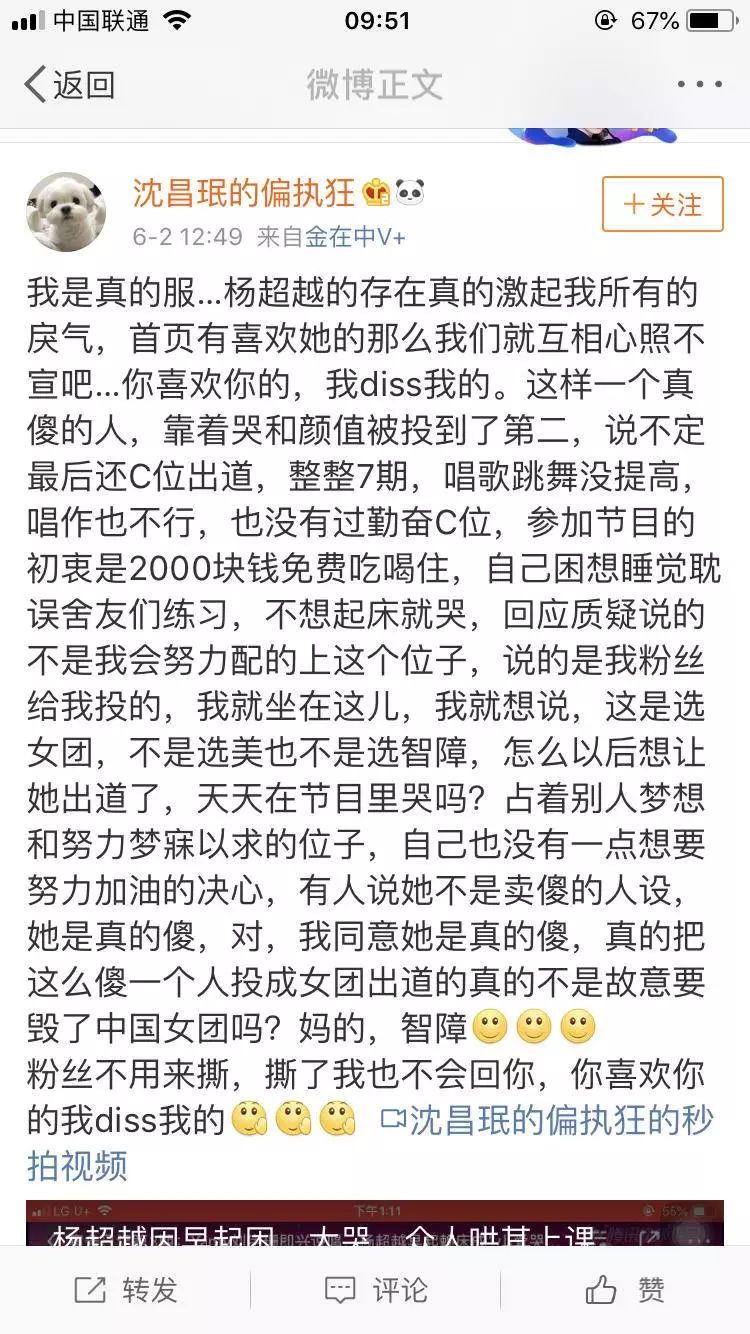 中国联通
09:51
67%
返回
微博正文
沈昌珉的偏执狂
+关注
6-2 12:49 来自金在中V+
我是真的服...杨超越的存在真的激起我所有的
戾气，首页有喜欢她的那么我们就互相心照不
宣吧...你喜欢你的，我diss我的。这样一个真
傻的人，靠着哭和颜值被投到了第二，说不定
最后还C位出道，整整7期，唱歌跳舞没提高，
唱作也不行，也没有过勤奋C位，参加节目的
初衷是2000块钱免费吃喝住，自己困想睡觉耽
误舍友们练习，不想起床就哭，回应质疑说的
不是我会努力配的上这个位子，说的是我粉丝
给我投的，我就坐在这儿，我就想说，这是选
女团，不是选美也不是选智障，怎么以后想让
她出道了，天天在节目里哭吗？占着别人梦想
和努力梦寐以求的位子，自己也没有一点想要
努力加油的决心，有人说她不是卖傻的人设，
她是真的傻，对，我同意她是真的傻，真的把
这么傻一个人投成女团出道的真的不是故意要
毁了中国女团吗？妈的，智障
粉丝不用来撕，撕了我也不会回你，你喜欢你
的我diss我的 沈昌珉的偏执狂的秒
拍视频
LG U+
下午1:11
55%
杨超越因早起困，大哭，全人哄其上课
转发
评论
赞